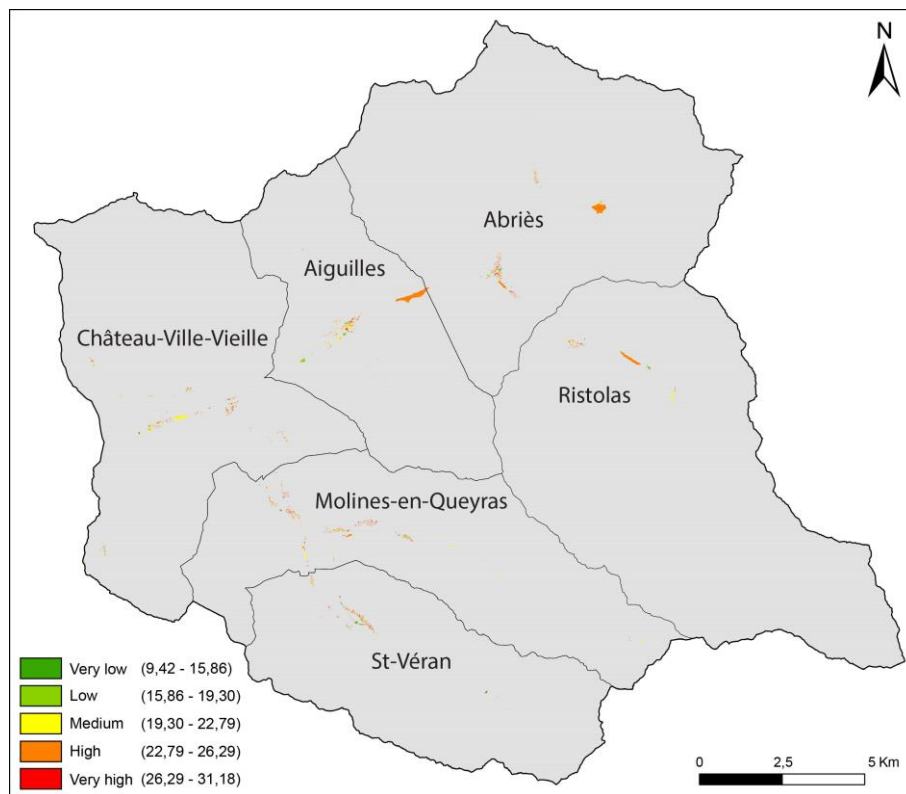 N
Abriès
Aiguilles
Château-Ville-Vieille
Ristolas
Molines-en-Queyras
St-Véran
Very low (9,42 - 15,86)
Low (15,86 - 19,30)
Medium (19,30 - 22,79)
High (22,79 - 26,29)
Very high (26,29 - 31,18)
0 2,5 5 Km